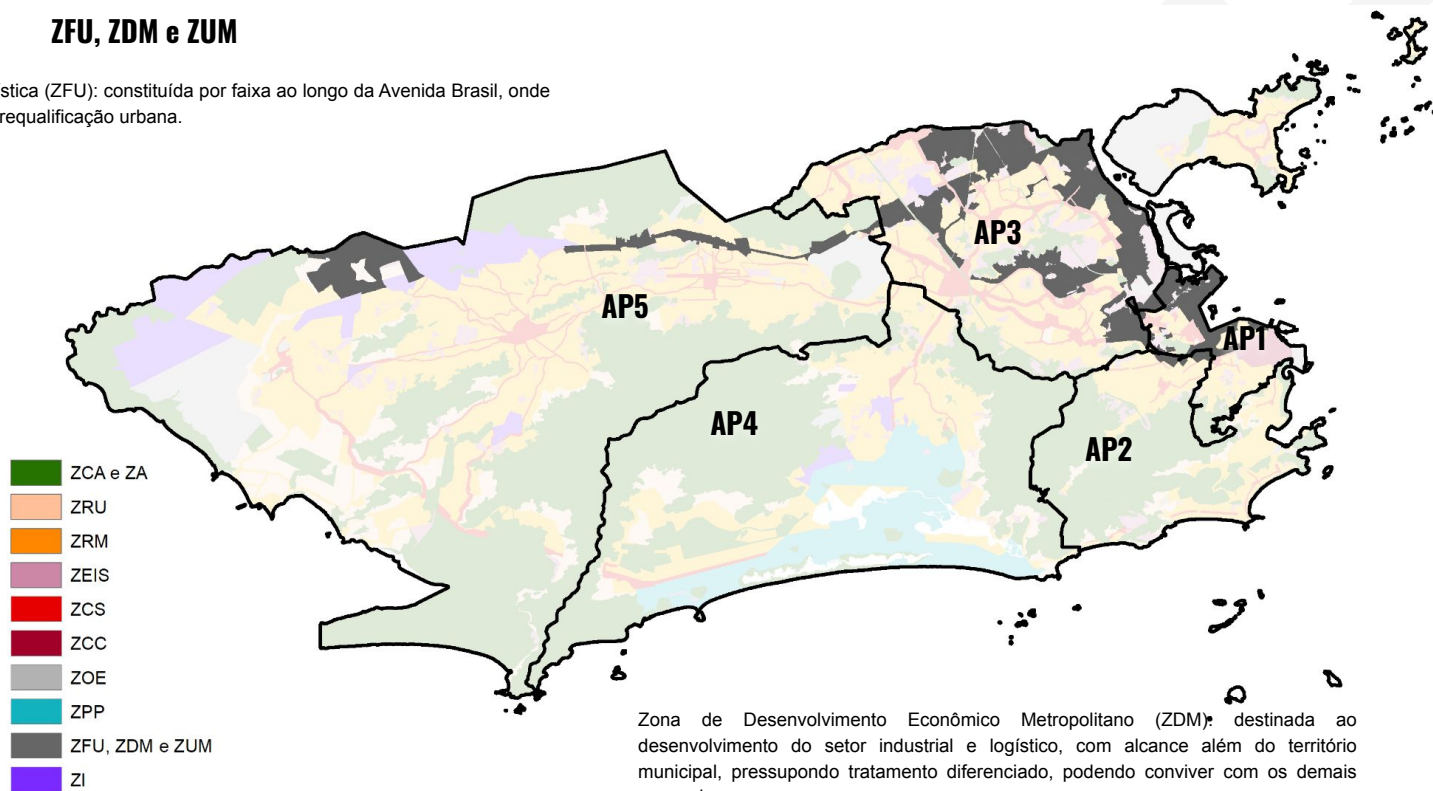 ZFU, ZDM e ZUM
stica (ZFU): constituída por faixa ao longo da Avenida Brasil, onde
requalificação urbana.
AP3
AP5
AP1
AP4
AP2
ZCA e ZA
ZRU
ZRM
ZEIS
ZCS
ZCC
ZOE
ZPP
ZFU, ZDM e ZUM
ZI
Zona de Desenvolvimento Econômico Metropolitano (ZDM): destinada ao
desenvolvimento do setor industrial e logístico, com alcance além do território
municipal, pressupondo tratamento diferenciado, podendo conviver com os demais